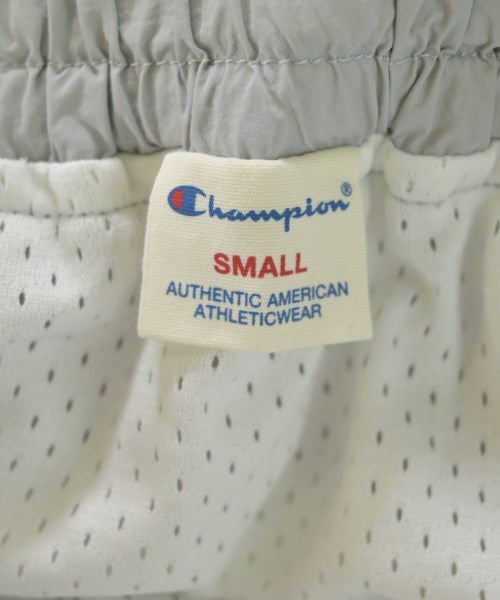 Champion®
SMALL
AUTHENTIC AMERICAN
ATHLETICWEAR